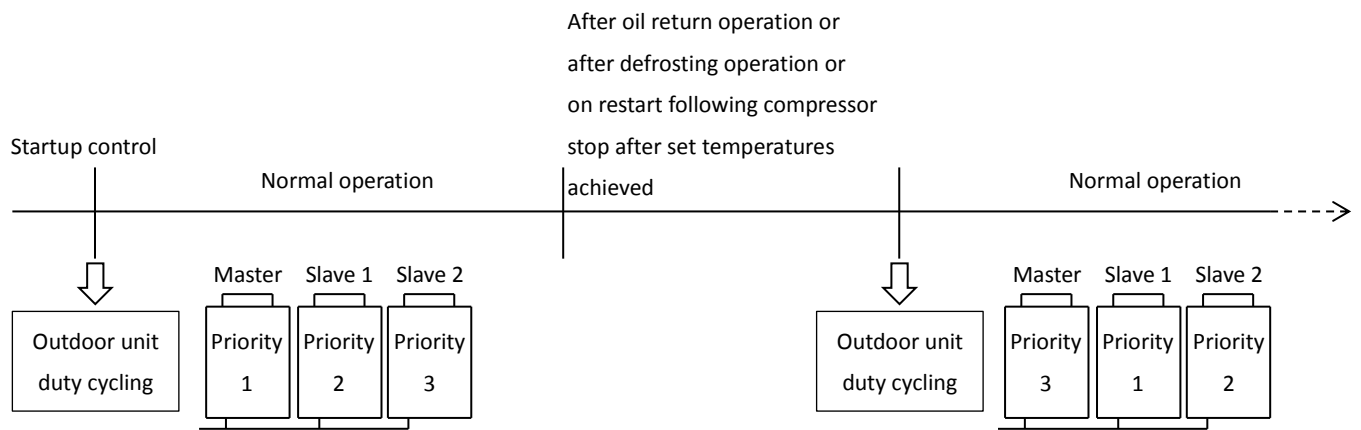 After oil return operation or
after defrosting operation or
on restart following compressor
stop after set temperatures
achieved
Startup control
Normal operation
Normal operation
Master Slave 1 Slave 2
Outdoor unit
duty cycling
Priority Priority Priority
1 2 3
Master Slave 1 Slave 2
Outdoor unit
duty cycling
Priority Priority Priority
3 1 2